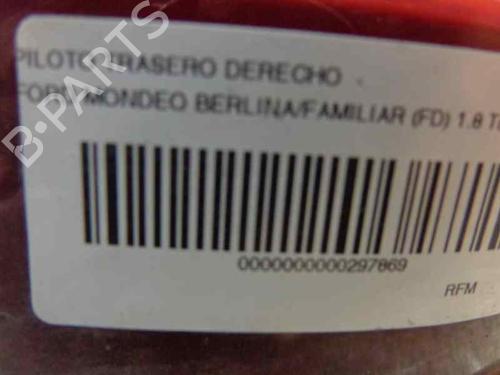 PILOTO TRASERO DERECHO
FORD MONDEO BERLINA/FAMILIAR (FD) 1.8
0000000000297869
RFM
B-PARTS